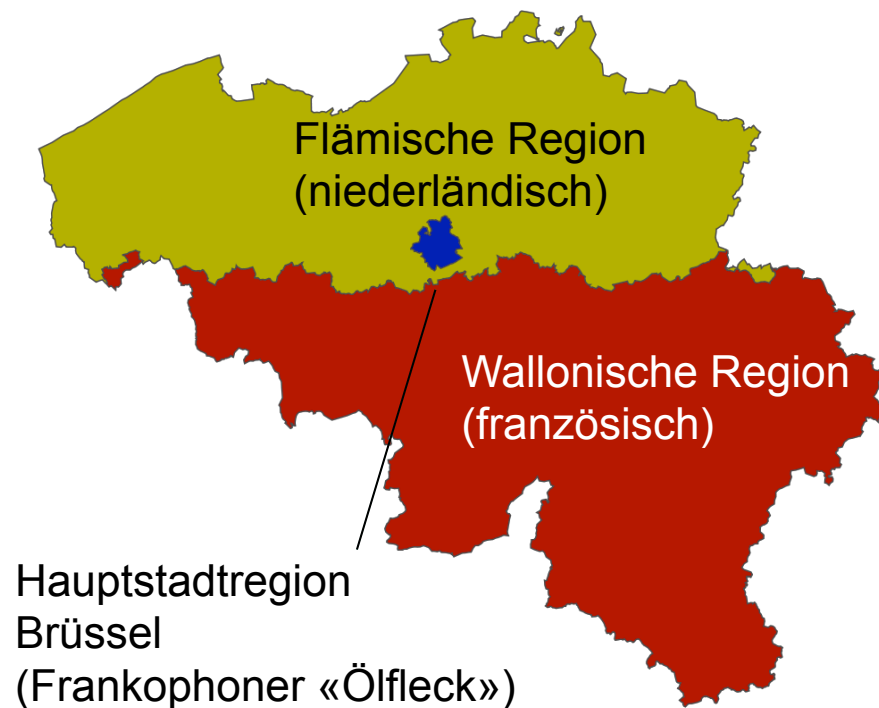 Flämische Region
(niederländisch)
Wallonische Region
(französisch)
Hauptstadtregion
Brüssel
(Frankophoner «Ölfleck»)